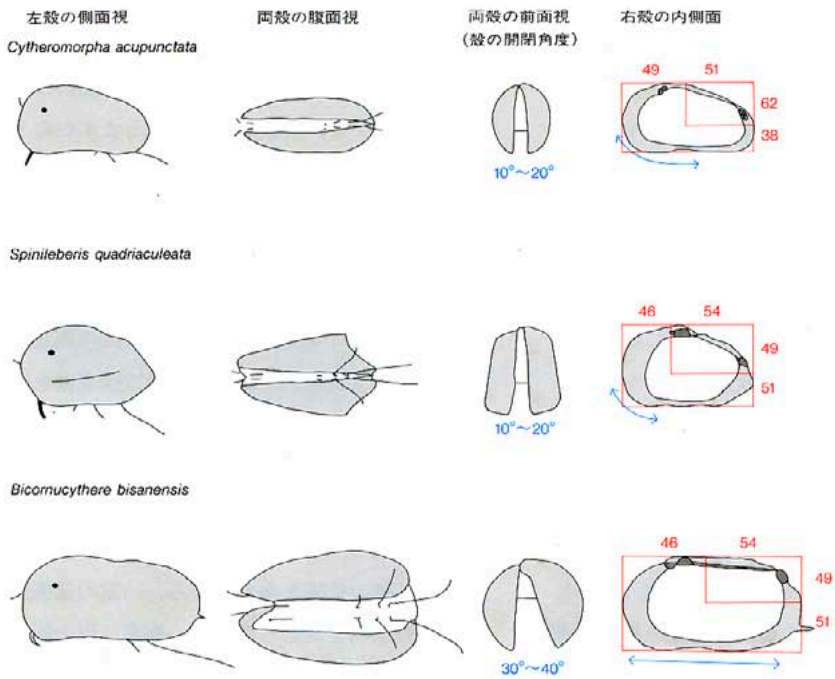 左殻の側面視
両殻の腹面視
両殻の前面視
(殻の開閉角度)
右殻の内側面
Cytheromorpha acupunctata
49
51
62
38
10°~20°
Spinileberis quadriaculeata
46
54
49
51
10°~20°
Bicornucythere bisanensis
46
54
49
51
30°~40°